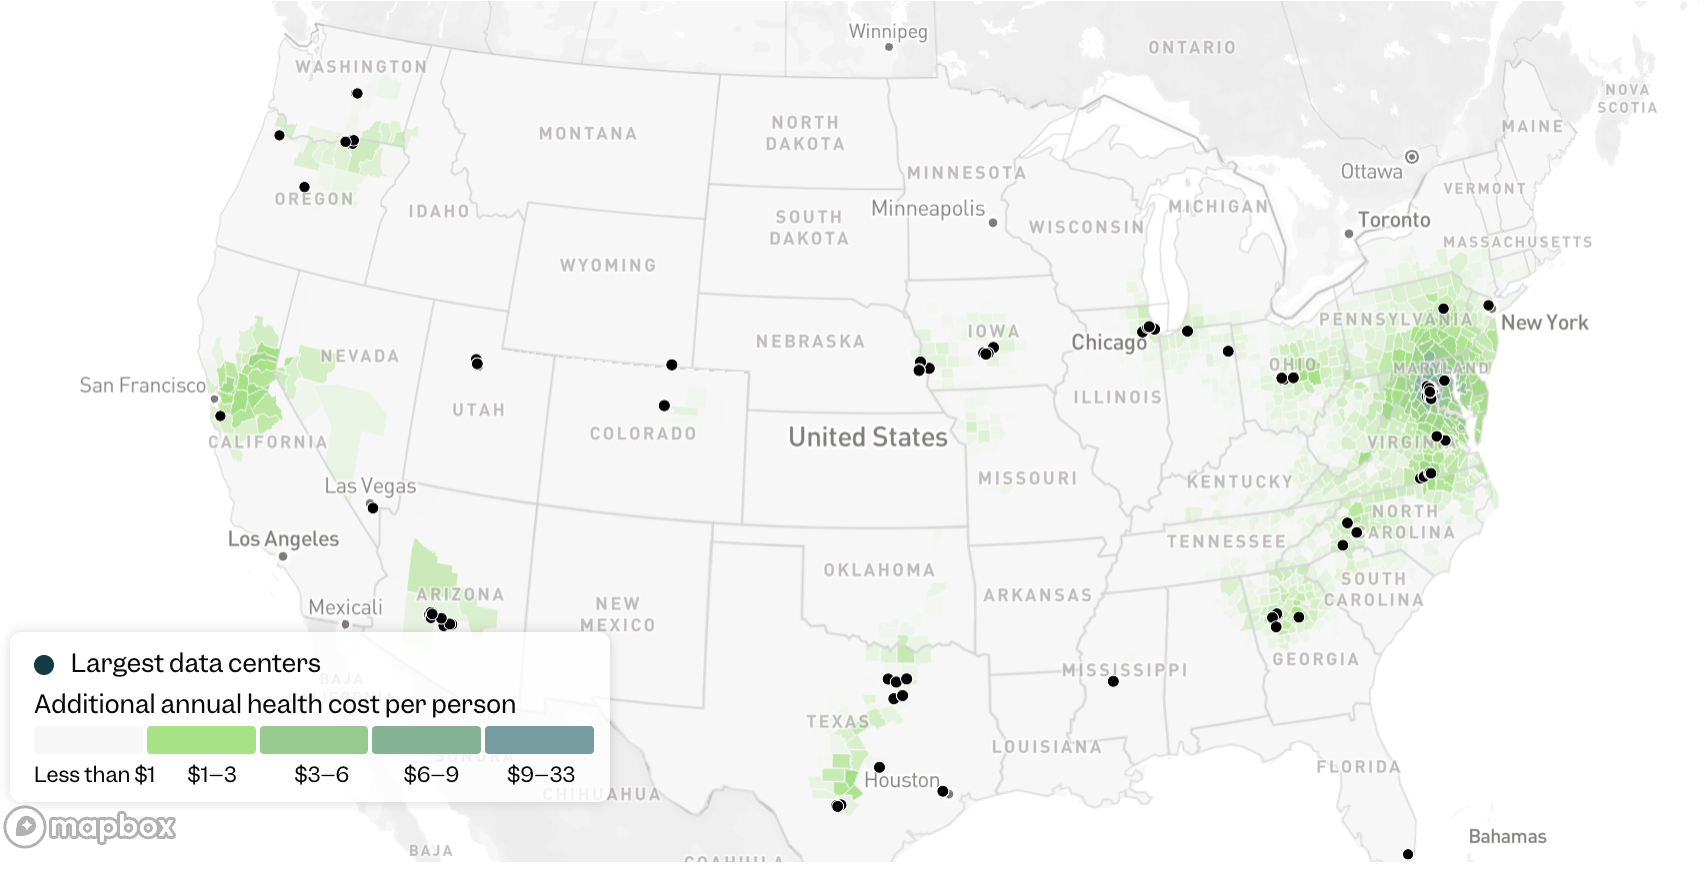 Winnipeg
ONTARIO
WASHINGTON
NOVA
SCOTIA
MONTANA
NORTH
DAKOTA
MAINE
MINNESOTA
Ottawa
VERMONT
OREGON
IDAHO
Minneapolis
SOUTH
DAKOTA
WISCONSIN
MICHIGAN
Toronto
MASSACHUSETTS
WYOMING
NEVADA
NEBRASKA
IOWA
Chicago
PENNSYLVANIA
New York
San Francisco
UTAH
OHIO
MARYLAND
CALIFORNIA
COLORADO
United States
ILLINOIS
VIRGINIA
Las Vegas
MISSOURI
KENTUCKY
Los Angeles
NORTH
CAROLINA
TENNESSEE
OKLAHOMA
ARIZONA
NEW
MEXICO
ARKANSAS
SOUTH
CAROLINA
Mexicali
GEORGIA
MISSISSIPPI
Largest data centers
BAJA
CALIFORNIA
Additional annual health cost per person
TEXAS
LOUISIANA
SONORA
Less than $1 $1–3 $3–6 $6–9 $9–33
Houston
FLORIDA
CHIHUAHUA
mapbox
Bahamas
BAJA
COAHUILA